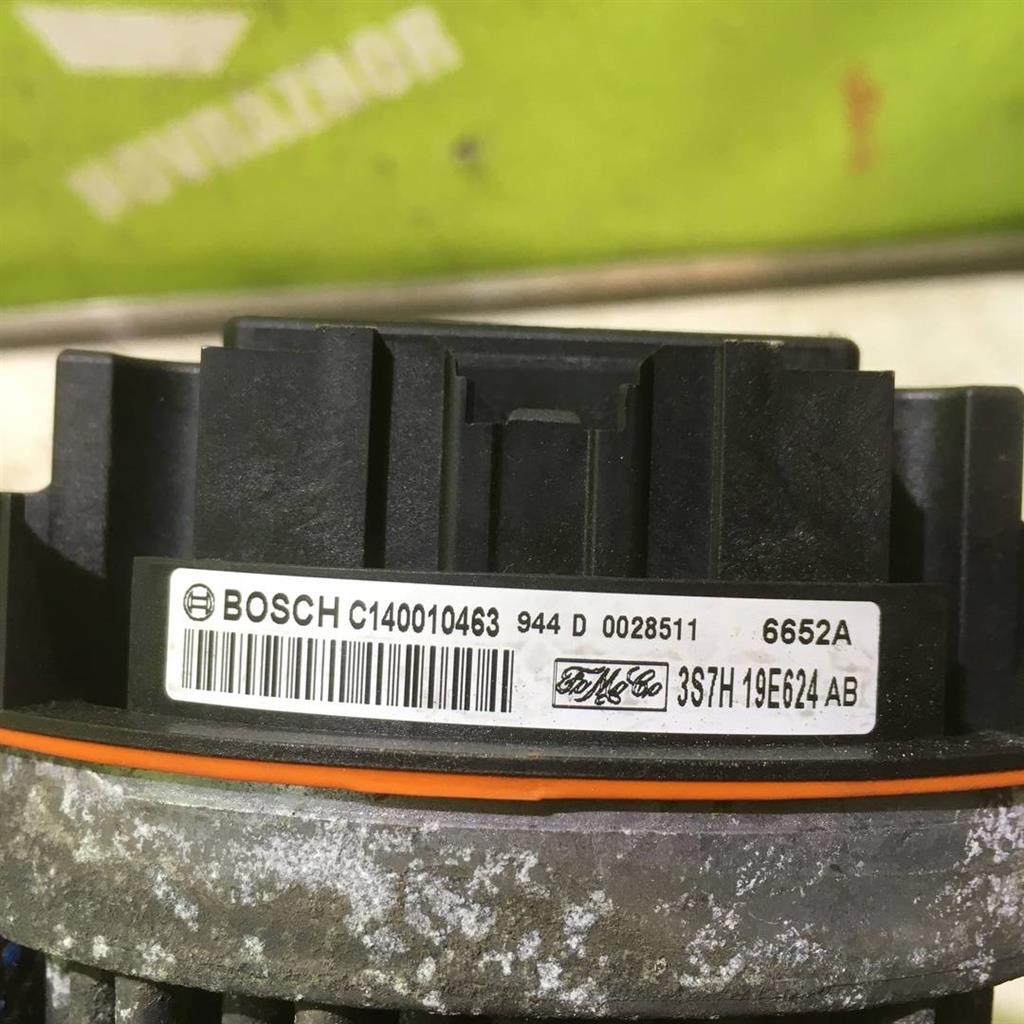 BOSCH C140010463 944 D 0028511 6652A
FoMoCo 3S7H 19E624 AB